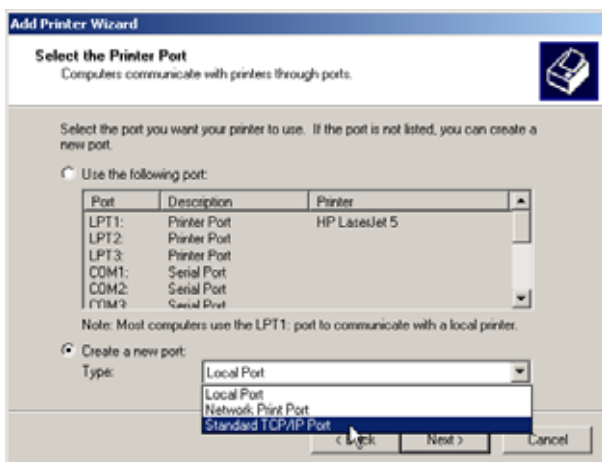 Add Printer Wizard
Select the Printer Port
Computers communicate with printers through ports.
Select the port you want your printer to use. If the port is not listed, you can create a
new port.
Use the following port:
Port Description Printer
LPT1: Printer Port HP LaserJet 5
LPT2: Printer Port
LPT3: Printer Port
COM1: Serial Port
COM2: Serial Port
COM3: Serial Port
Note: Most computers use the LPT1: port to communicate with a local printer.
Create a new port:
Type: Local Port
Local Port
Network Print Port
Standard TCP/IP Port
< Back Next > Cancel